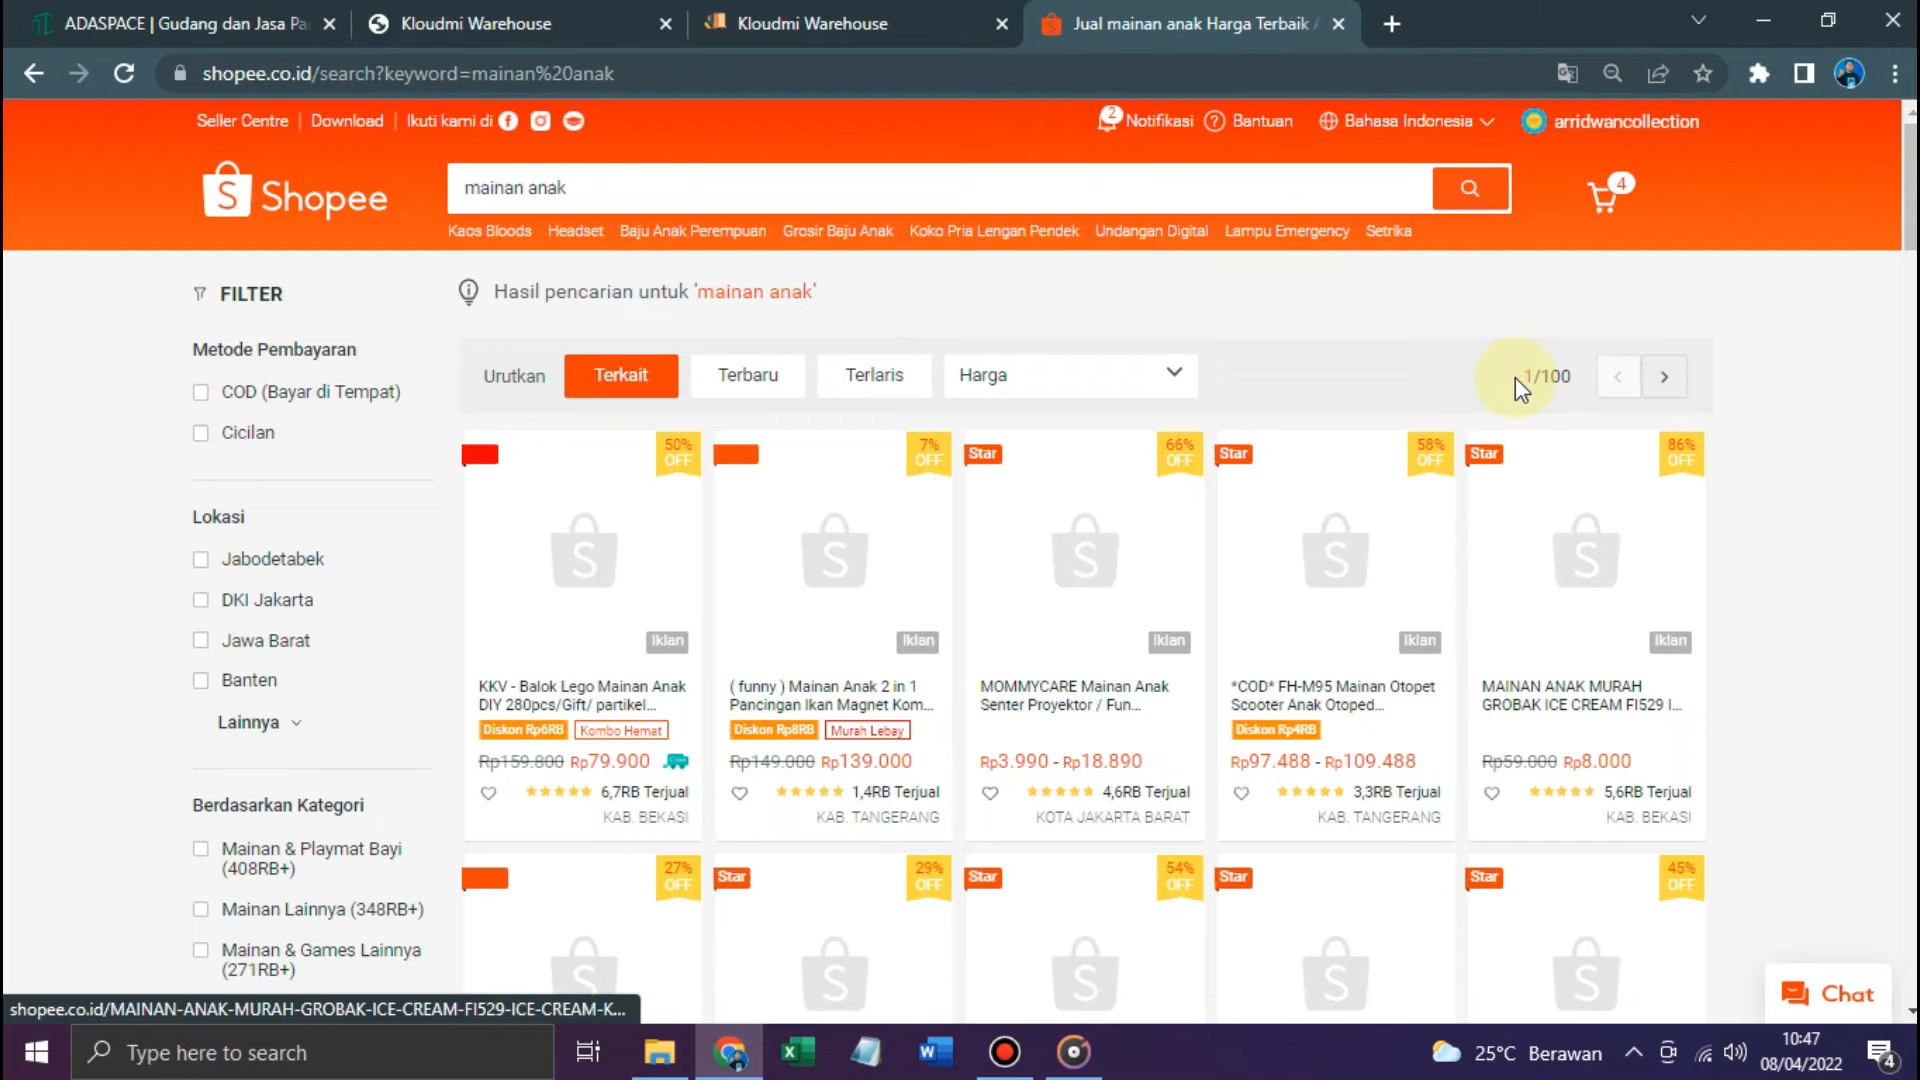 ADASPACE | Gudang dan Jasa Pa
Kloudmi Warehouse
Kloudmi Warehouse
Jual mainan anak Harga Terbaik
shopee.co.id/search?keyword=mainan%20anak
Seller Centre | Download | Ikuti kami di
2 Notifikasi
Bantuan
Bahasa Indonesia
arridwancollection
Shopee
mainan anak
4
Kaos Bloods Headset Baju Anak Perempuan Grosir Baju Anak Koko Pria Lengan Pendek Undangan Digital Lampu Emergency Setrika
FILTER
Metode Pembayaran
COD (Bayar di Tempat)
Cicilan
Lokasi
Jabodetabek
DKI Jakarta
Jawa Barat
Banten
Lainnya
Berdasarkan Kategori
Mainan & Playmat Bayi
(408RB+)
Mainan Lainnya (348RB+)
Mainan & Games Lainnya
(271RB+)
Hasil pencarian untuk 'mainan anak'
Urutkan Terkait Terbaru Terlaris Harga
1/100
50%
OFF
Iklan
KKV - Balok Lego Mainan Anak
DIY 280pcs/Gift/ partikel...
Diskon Rp6RB Kombo Hemat
Rp159.800 Rp79.900
6,7RB Terjual
KAB. BEKASI
7%
OFF
Iklan
( funny ) Mainan Anak 2 in 1
Pancingan Ikan Magnet Kom...
Diskon Rp8RB Murah Lebay
Rp149.000 Rp139.000
1,4RB Terjual
KAB. TANGERANG
Star
66%
OFF
Iklan
MOMMYCARE Mainan Anak
Senter Proyektor / Fun...
Rp3.990 - Rp18.890
4,6RB Terjual
KOTA JAKARTA BARAT
Star
58%
OFF
Iklan
*COD* FH-M95 Mainan Otopet
Scooter Anak Otoped...
Diskon Rp4RB
Rp97.488 - Rp109.488
3,3RB Terjual
KAB. TANGERANG
Star
86%
OFF
Iklan
MAINAN ANAK MURAH
GROBAK ICE CREAM FI529 I...
Rp59.000 Rp8.000
5,6RB Terjual
KAB. BEKASI
27%
OFF
Star
29%
OFF
Star
54%
OFF
Star
Star
45%
OFF
Chat
shopee.co.id/MAINAN-ANAK-MURAH-GROBAK-ICE-CREAM-FI529-ICE-CREAM-K...
Type here to search
25°C Berawan
10:47
08/04/2022
4